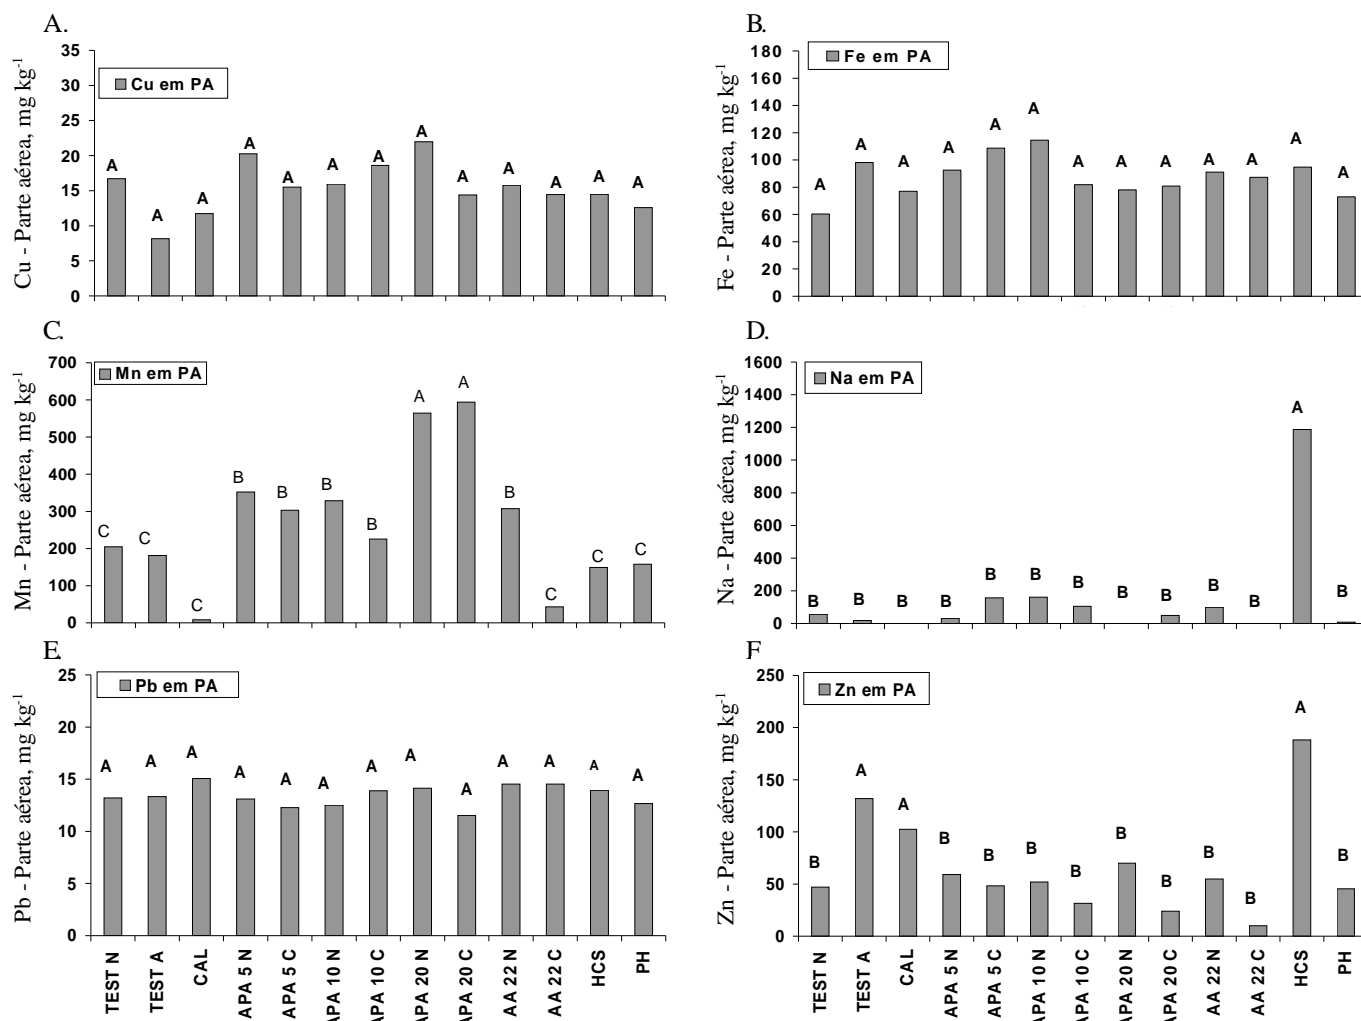 A.
Cu - Parte aérea, mg kg-1
35
30
25
20
15
10
5
0
Cu em PA
A A A A A A A A A A A A A
B.
Fe - Parte aérea, mg kg-1
180
160
140
120
100
80
60
40
20
0
Fe em PA
A A A A A A A A A A A A A
C.
Mn - Parte aérea, mg kg-1
700
600
500
400
300
200
100
0
Mn em PA
C C C B B B B A A B C C C
D.
Na - Parte aérea, mg kg-1
1600
1400
1200
1000
800
600
400
200
0
Na em PA
B B B B B B B B B B B A B
E.
Pb - Parte aérea, mg kg-1
25
20
15
10
5
0
Pb em PA
A A A A A A A A A A A A A
TEST N
TEST A
CAL
APA 5 N
APA 5 C
APA 10 N
APA 10 C
APA 20 N
APA 20 C
AA 22 N
AA 22 C
HCS
PH
F.
Zn - Parte aérea, mg kg-1
250
200
150
100
50
0
Zn em PA
B A A B B B B B B B B A B
TEST N
TEST A
CAL
APA 5 N
APA 5 C
APA 10 N
APA 10 C
APA 20 N
APA 20 C
AA 22 N
AA 22 C
HCS
PH